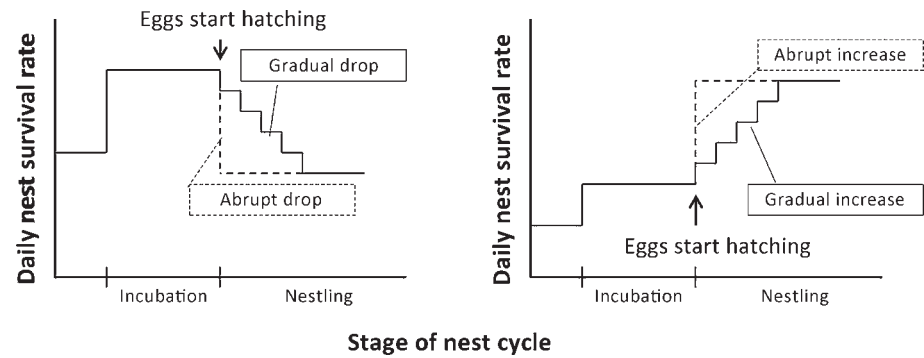 Daily nest survival rate
Eggs start hatching
Gradual drop
Abrupt drop
Incubation
Nestling
Daily nest survival rate
Abrupt increase
Gradual increase
Eggs start hatching
Incubation
Nestling
Stage of nest cycle